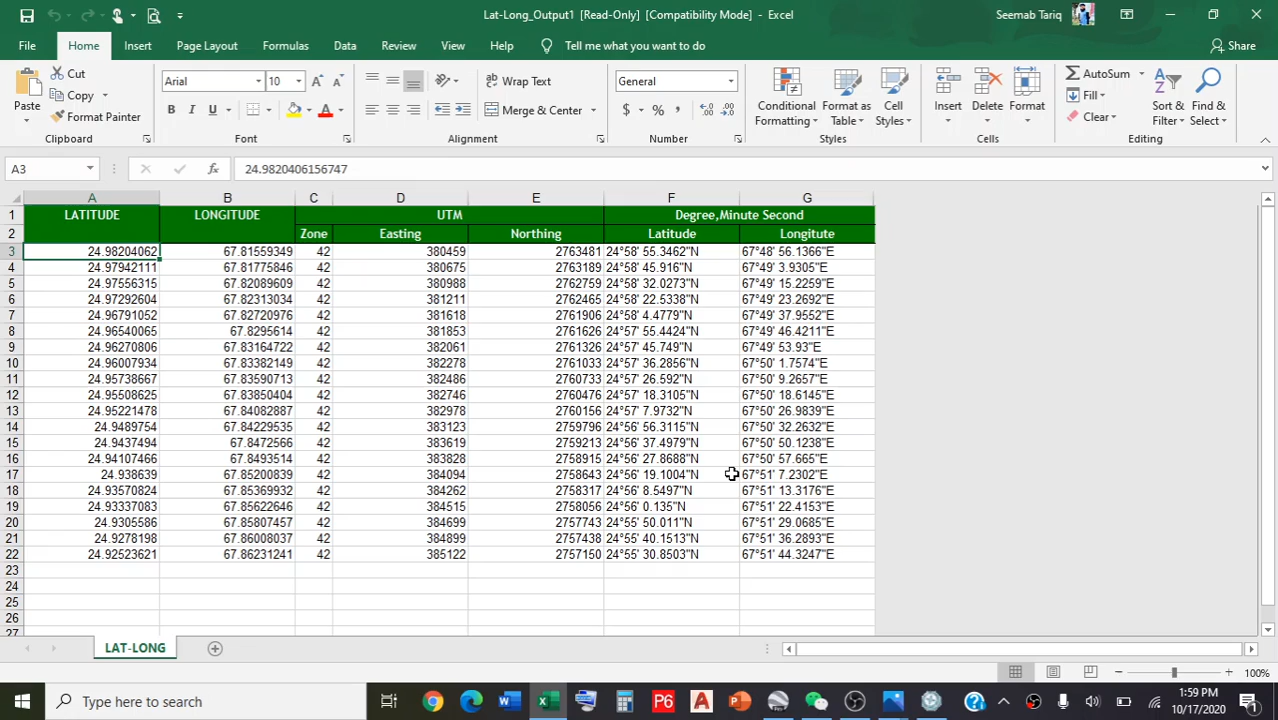 Lat-Long_Output1 [Read-Only] [Compatibility Mode] - Excel
Seemab Tariq
File Home Insert Page Layout Formulas Data Review View Help Tell me what you want to do Share
Paste
Cut
Copy
Format Painter
Clipboard
Arial 10
B I U
Font
Wrap Text
Merge & Center
Alignment
General
$ %
Number
Conditional Formatting
Format as Table
Cell Styles
Styles
Insert Delete Format
Cells
AutoSum
Fill
Clear
Sort & Filter
Find & Select
Editing
A3 fx 24.9820406156747
A B C D E F G
1 LATITUDE LONGITUDE UTM Degree,Minute Second
2 Zone Easting Northing Latitude Longitute
3 24.98204062 67.81559349 42 380459 2763481 24°58' 55.3462"N 67°48' 56.1366"E
4 24.97942111 67.81775846 42 380675 2763189 24°58' 45.916"N 67°49' 3.9305"E
5 24.97556315 67.82089609 42 380988 2762759 24°58' 32.0273"N 67°49' 15.2259"E
6 24.97292604 67.82313034 42 381211 2762465 24°58' 22.5338"N 67°49' 23.2692"E
7 24.96791052 67.82720976 42 381618 2761906 24°58' 4.4779"N 67°49' 37.9552"E
8 24.96540065 67.8295614 42 381853 2761626 24°57' 55.4424"N 67°49' 46.4211"E
9 24.96270806 67.83164722 42 382061 2761326 24°57' 45.749"N 67°49' 53.93"E
10 24.96007934 67.83382149 42 382278 2761033 24°57' 36.2856"N 67°50' 1.7574"E
11 24.95738667 67.83590713 42 382486 2760733 24°57' 26.592"N 67°50' 9.2657"E
12 24.95508625 67.83850404 42 382746 2760476 24°57' 18.3105"N 67°50' 18.6145"E
13 24.95221478 67.84082887 42 382978 2760156 24°57' 7.9732"N 67°50' 26.9839"E
14 24.9489754 67.84229535 42 383123 2759796 24°56' 56.3115"N 67°50' 32.2632"E
15 24.9437494 67.8472566 42 383619 2759213 24°56' 37.4979"N 67°50' 50.1238"E
16 24.94107466 67.8493514 42 383828 2758915 24°56' 27.8688"N 67°50' 57.665"E
17 24.938639 67.85200839 42 384094 2758643 24°56' 19.1004"N 67°51' 7.2302"E
18 24.93570824 67.85369932 42 384262 2758317 24°56' 8.5497"N 67°51' 13.3176"E
19 24.93337083 67.85622646 42 384515 2758056 24°56' 0.135"N 67°51' 22.4153"E
20 24.9305586 67.85807457 42 384699 2757743 24°55' 50.011"N 67°51' 29.0685"E
21 24.9278198 67.86008037 42 384899 2757438 24°55' 40.1513"N 67°51' 36.2893"E
22 24.92523621 67.86231241 42 385122 2757150 24°55' 30.8503"N 67°51' 44.3247"E
23
24
25
26
27
LAT-LONG
100%
Type here to search
1:59 PM
10/17/2020